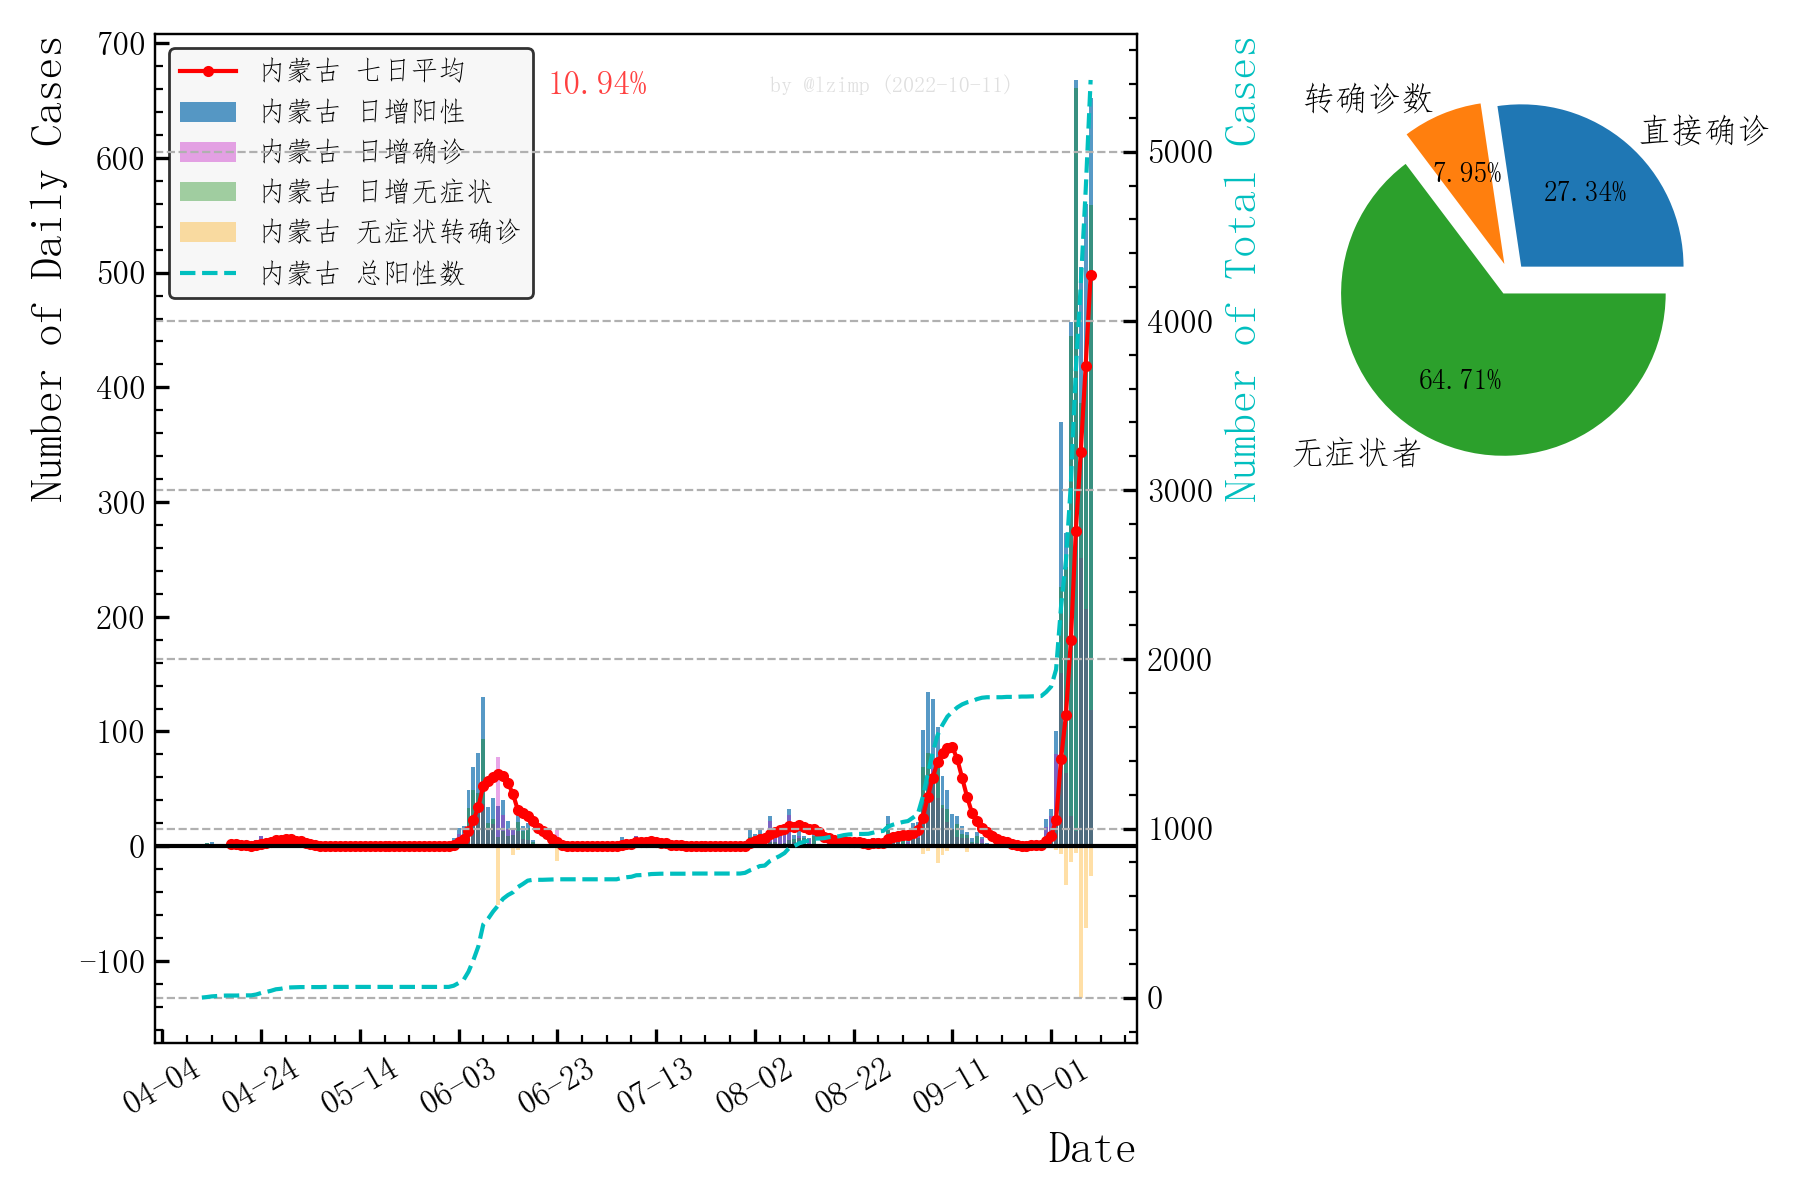 Number of Daily Cases
700
600
500
400
300
200
100
0
−100
内蒙古 七日平均
内蒙古 日增阳性
内蒙古 日增确诊
内蒙古 日增无症状
内蒙古 无症状转确诊
内蒙古 总阳性数
10.94%
by @lzimp (2022-10-11)
5000
4000
3000
2000
1000
0
Number of Total Cases
04-04
04-24
05-14
06-03
06-23
07-13
08-02
08-22
09-11
10-01
Date
转确诊数
直接确诊
7.95%
27.34%
64.71%
无症状者